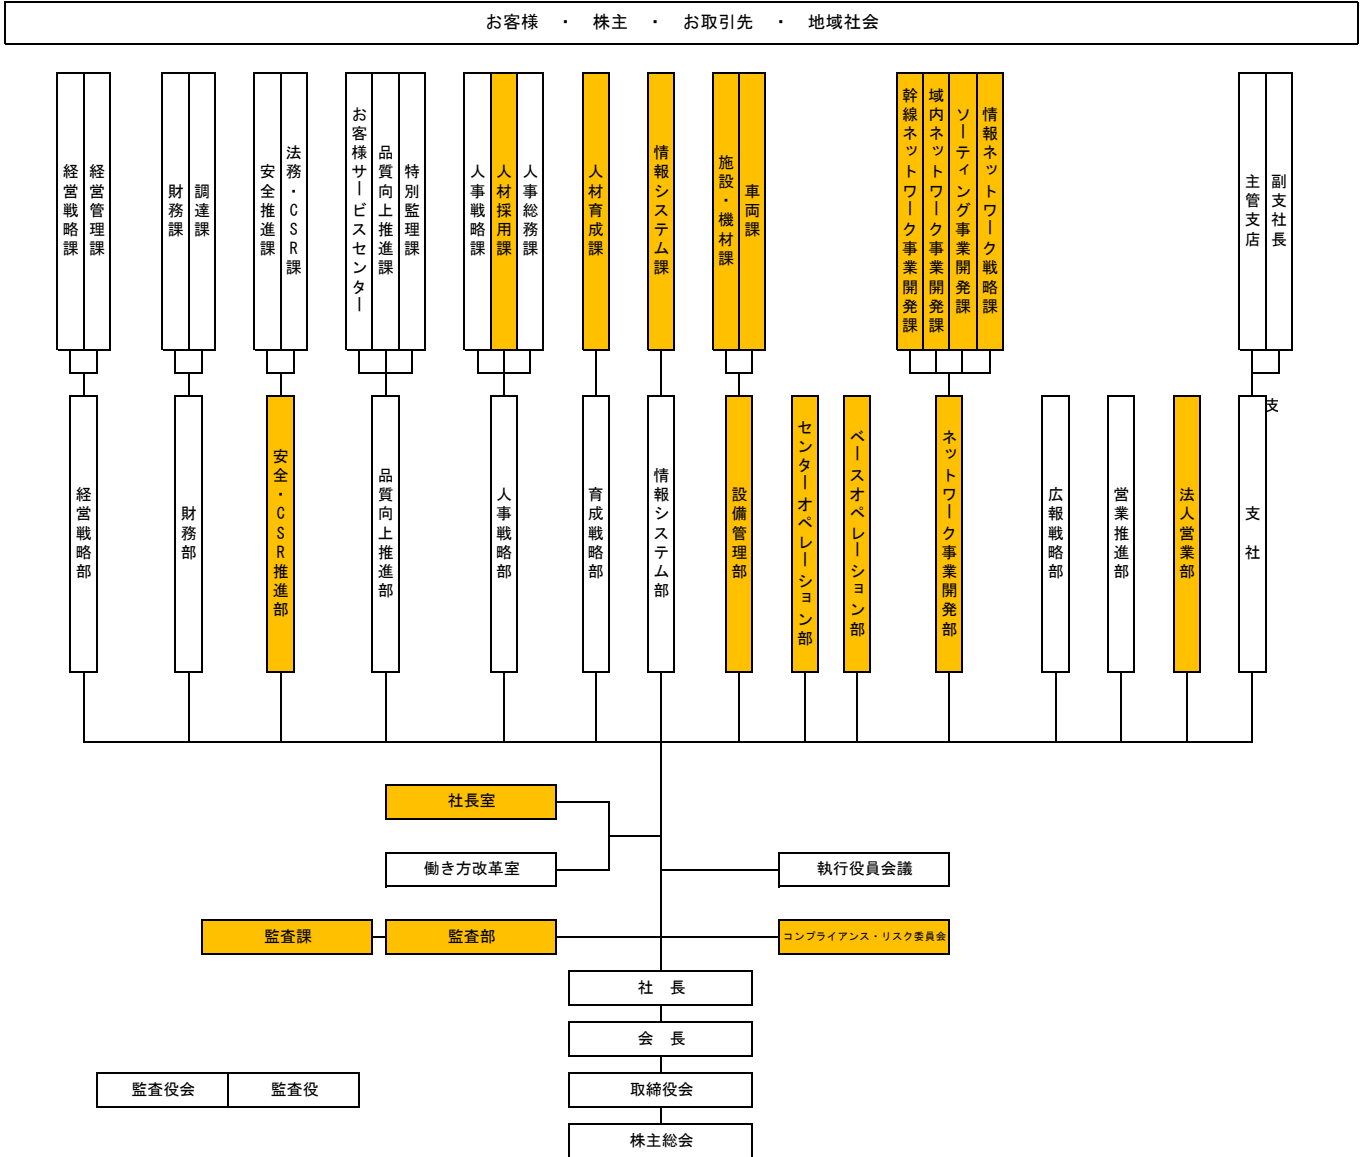 お客様　・　株主　・　お取引先　・　地域社会
経営戦略課
経営管理課
財務課
調達課
安全推進課
法務・CSR課
お客様サービスセンター
品質向上推進課
特別監理課
人事戦略課
人材採用課
人事総務課
人材育成課
情報システム課
施設・機材課
車両課
幹線ネットワーク事業開発課
域内ネットワーク事業開発課
ソーティング事業開発課
情報ネットワーク戦略課
主管支店
副支社長
経営戦略部
財務部
安全・CSR推進部
品質向上推進部
人事戦略部
育成戦略部
情報システム部
設備管理部
センターオペレーション部
ベースオペレーション部
ネットワーク事業開発部
広報戦略部
営業推進部
法人営業部
支　社
支
社長室
働き方改革室
執行役員会議
監査課
監査部
コンプライアンス・リスク委員会
社　長
会　長
監査役会
監査役
取締役会
株主総会